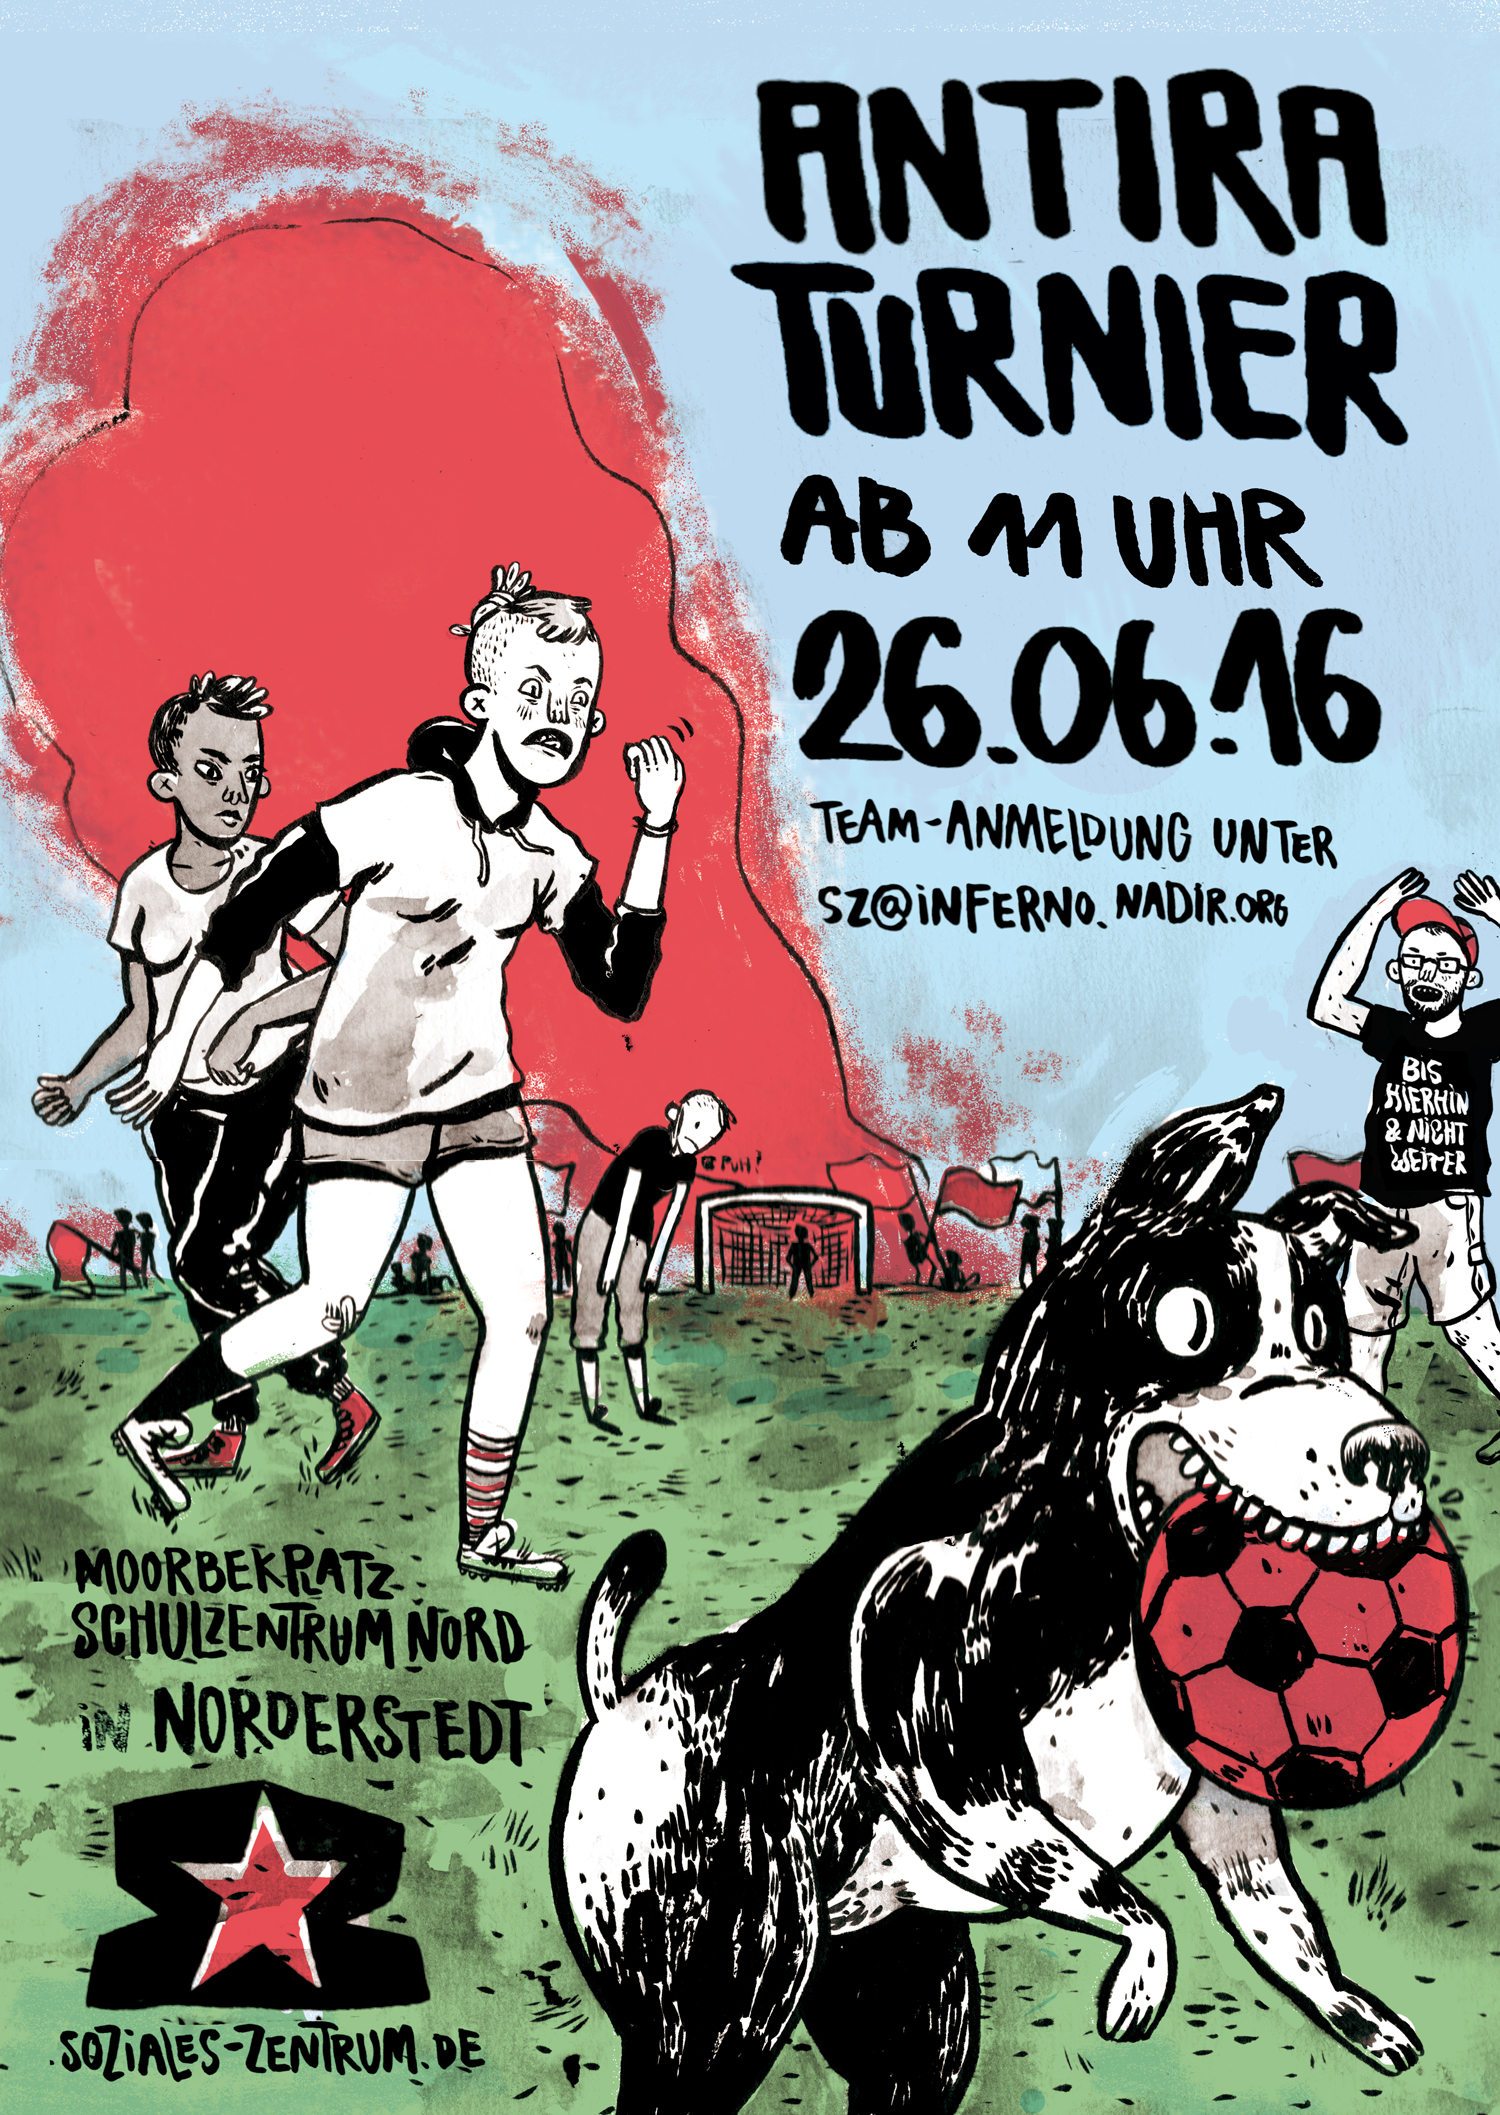 ANTIRA
TURNIER
AB 11 UHR
26.06.16
TEAM-ANMELDUNG UNTER
SZ@INFERNO.NADIR.ORG
BIS
HIERHIN
& NICHT
WEITER
PUH!
MOORBEKPLATZ
SCHULZENTRUM NORD
IN NORDERSTEDT
SOZIALES-ZENTRUM.DE